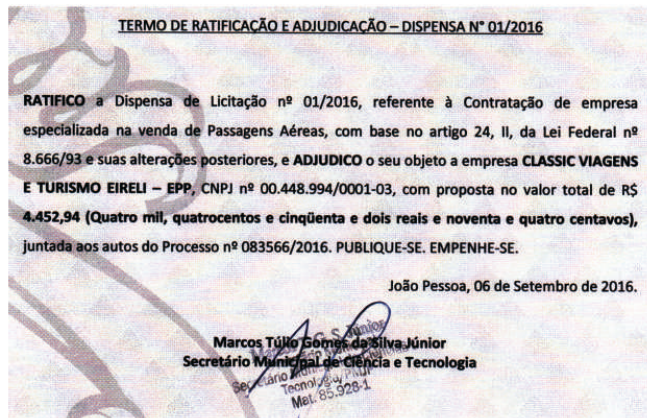 TERMO DE RATIFICAÇÃO E ADJUDICAÇÃO – DISPENSA N° 01/2016
RATIFICO a Dispensa de Licitação nº 01/2016, referente à Contratação de empresa
especializada na venda de Passagens Aéreas, com base no artigo 24, II, da Lei Federal nº
8.666/93 e suas alterações posteriores, e ADJUDICO o seu objeto a empresa CLASSIC VIAGENS
E TURISMO EIRELI – EPP, CNPJ nº 00.448.994/0001-03, com proposta no valor total de R$
4.452,94 (Quatro mil, quatrocentos e cinqüenta e dois reais e noventa e quatro centavos),
juntada aos autos do Processo nº 083566/2016. PUBLIQUE-SE. EMPENHE-SE.
João Pessoa, 06 de Setembro de 2016.
Marcos Túlio Gomes da Silva Júnior
Secretário Municipal de Ciência e Tecnologia
G. S. Júnior
Secretário
Tecnologia/PMJP
Mat. 85.928-1